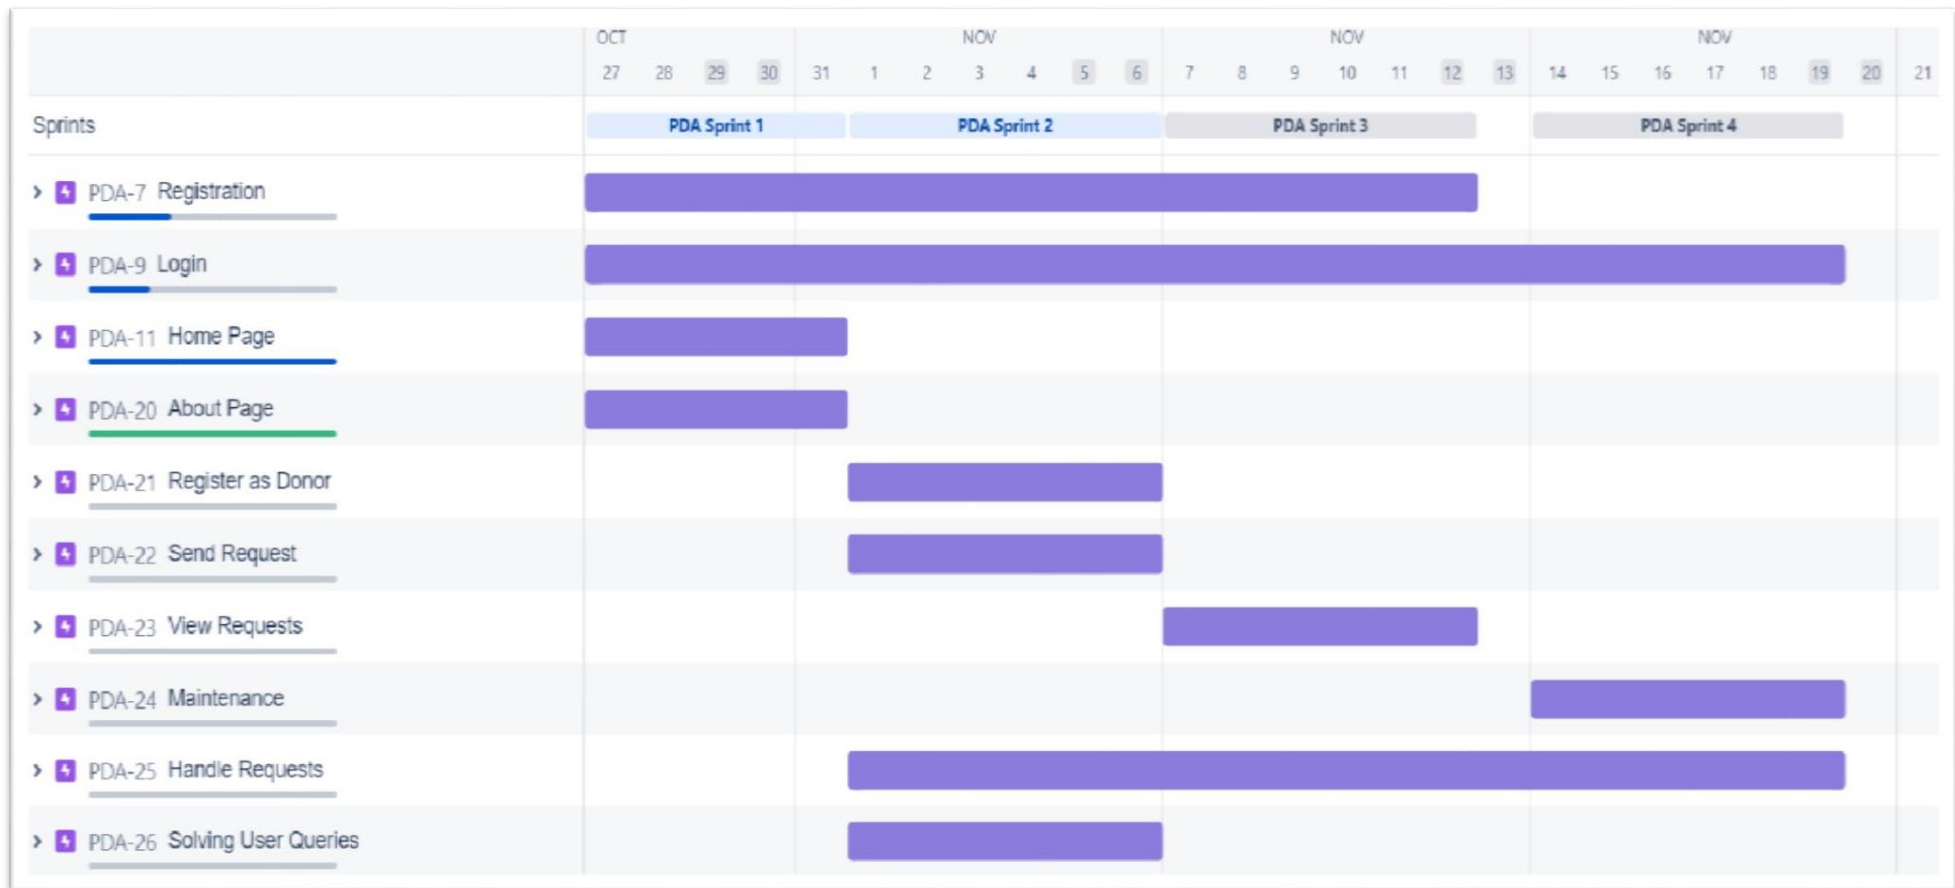 OCT NOV NOV NOV
27 28 29 30 31 1 2 3 4 5 6 7 8 9 10 11 12 13 14 15 16 17 18 19 20 21
Sprints PDA Sprint 1 PDA Sprint 2 PDA Sprint 3 PDA Sprint 4
PDA-7 Registration
PDA-9 Login
PDA-11 Home Page
PDA-20 About Page
PDA-21 Register as Donor
PDA-22 Send Request
PDA-23 View Requests
PDA-24 Maintenance
PDA-25 Handle Requests
PDA-26 Solving User Queries